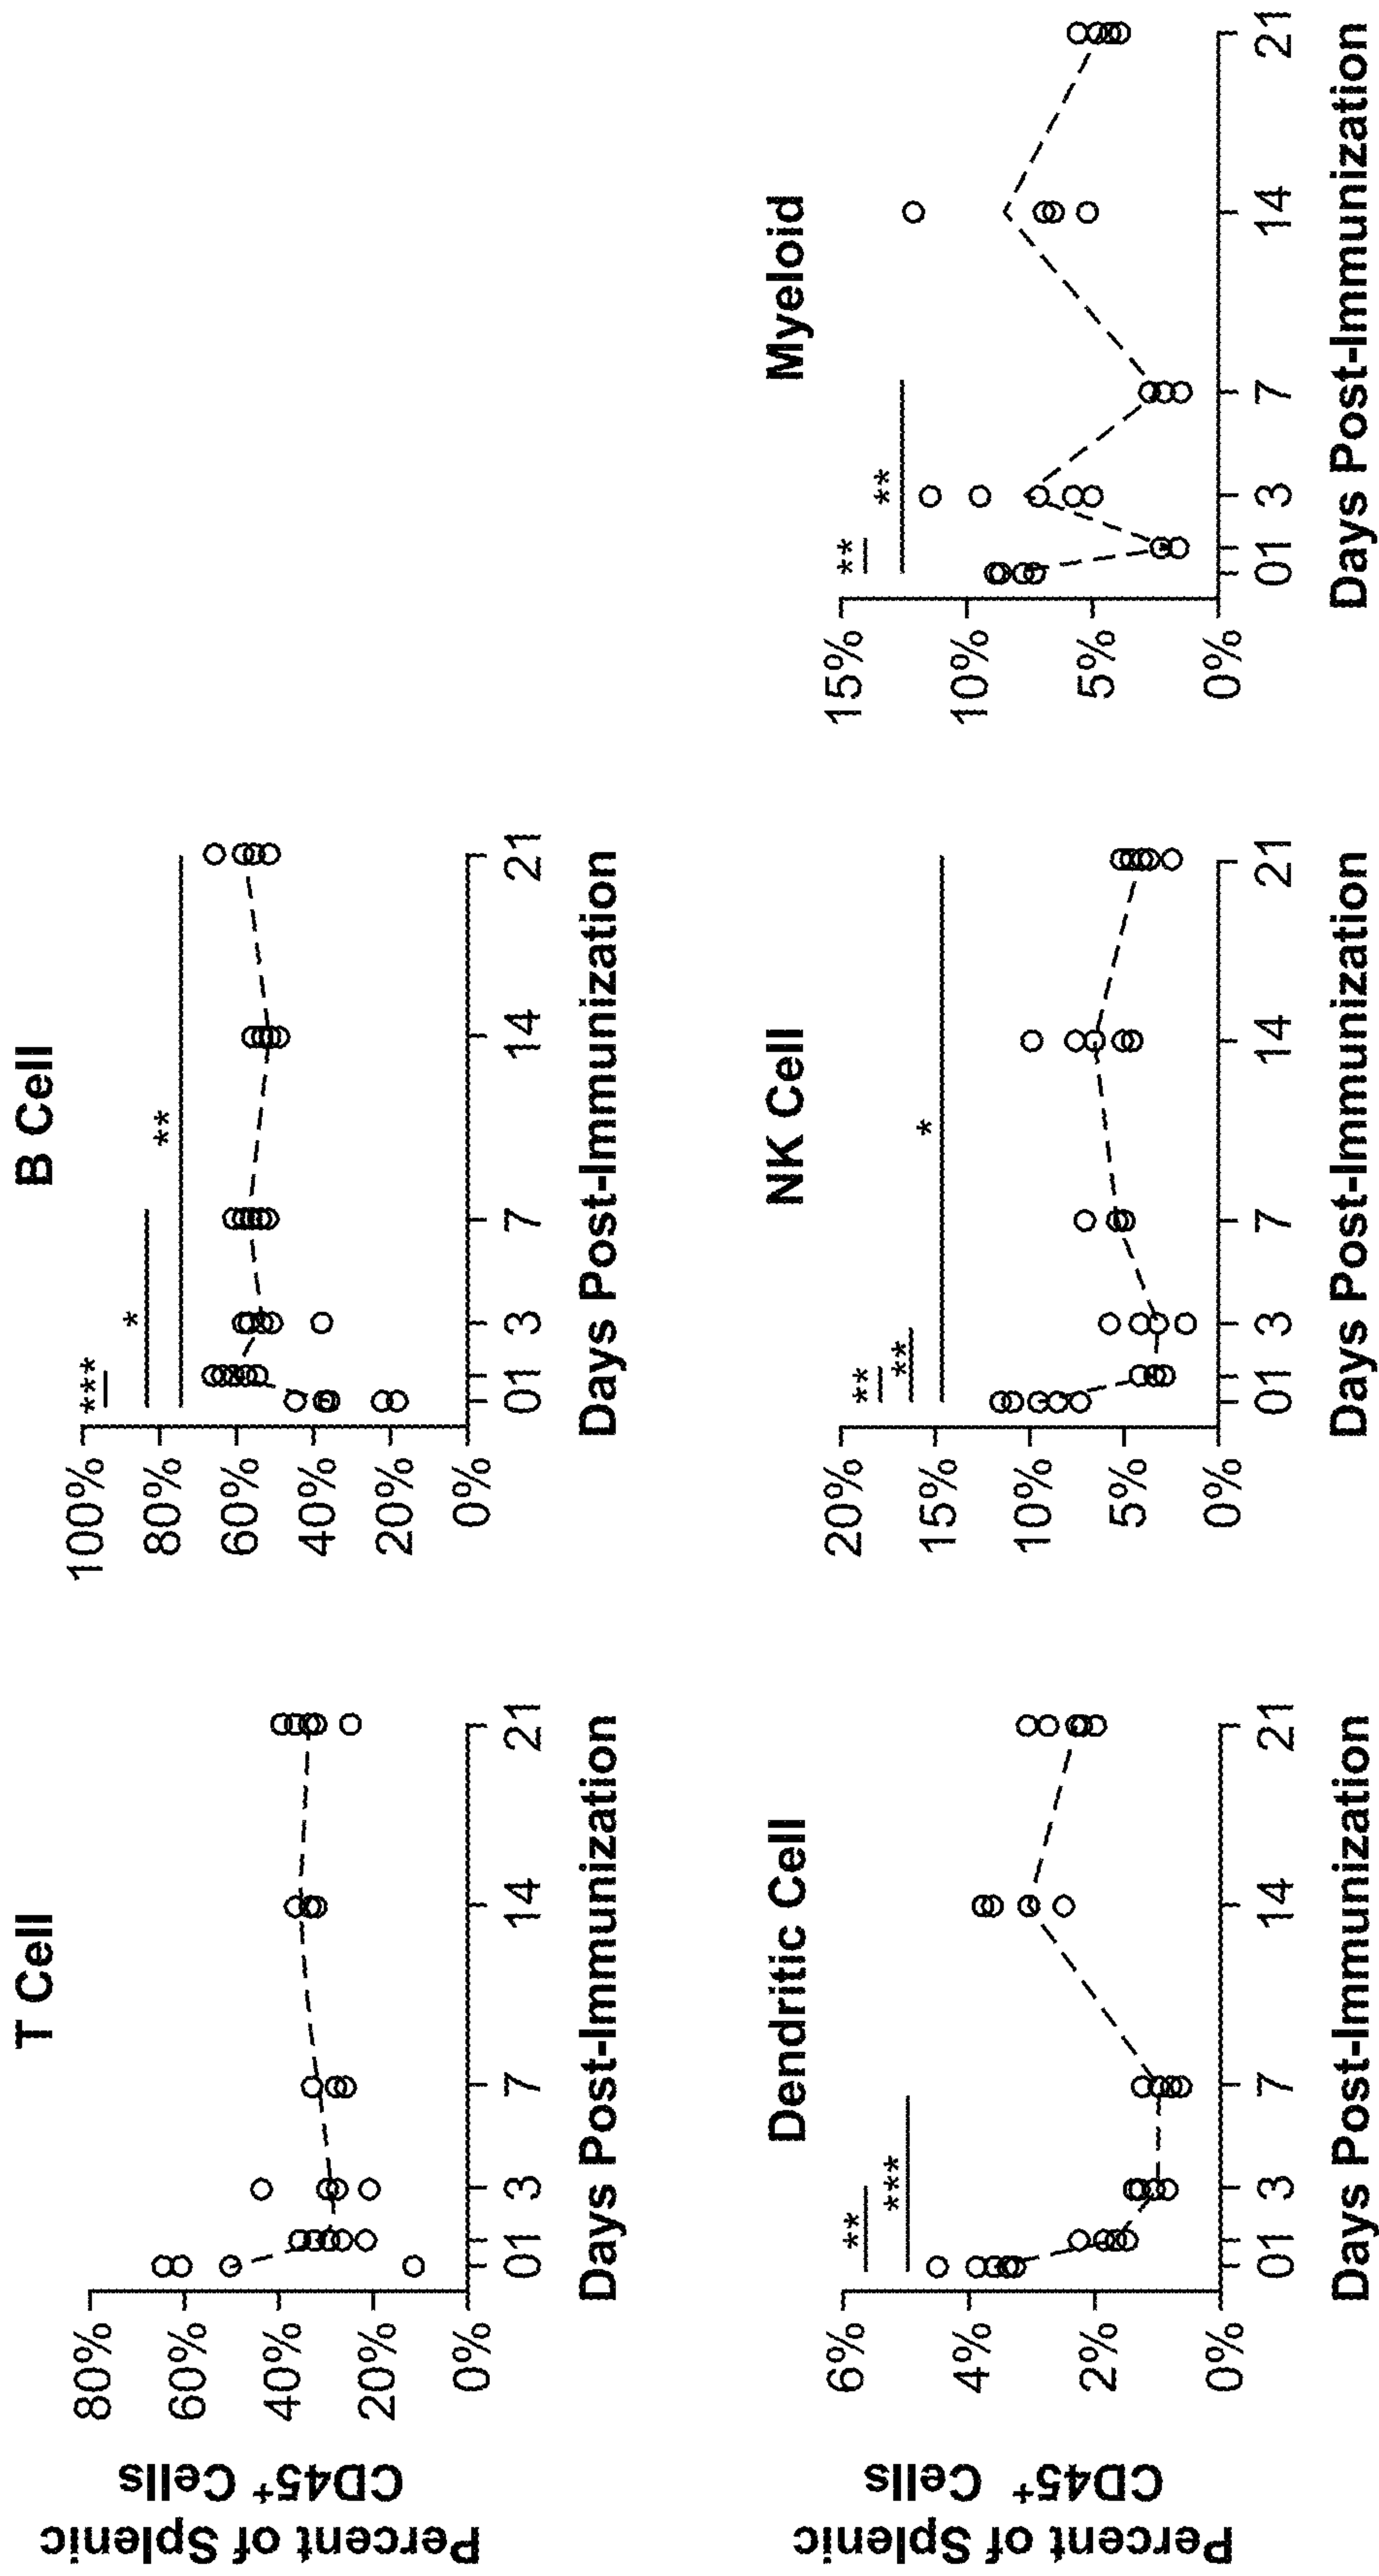 T Cell
Percent of Splenic
CD45+ Cells
80%
60%
40%
20%
0%
01 3 7 14 21
Days Post-Immunization
B Cell
***
*
**
100%
80%
60%
40%
20%
0%
01 3 7 14 21
Days Post-Immunization
Dendritic Cell
**
***
Percent of Splenic
CD45+ Cells
6%
4%
2%
0%
01 3 7 14 21
Days Post-Immunization
NK Cell
**
**
*
20%
15%
10%
5%
0%
01 3 7 14 21
Days Post-Immunization
Myeloid
**
**
15%
10%
5%
0%
01 3 7 14 21
Days Post-Immunization